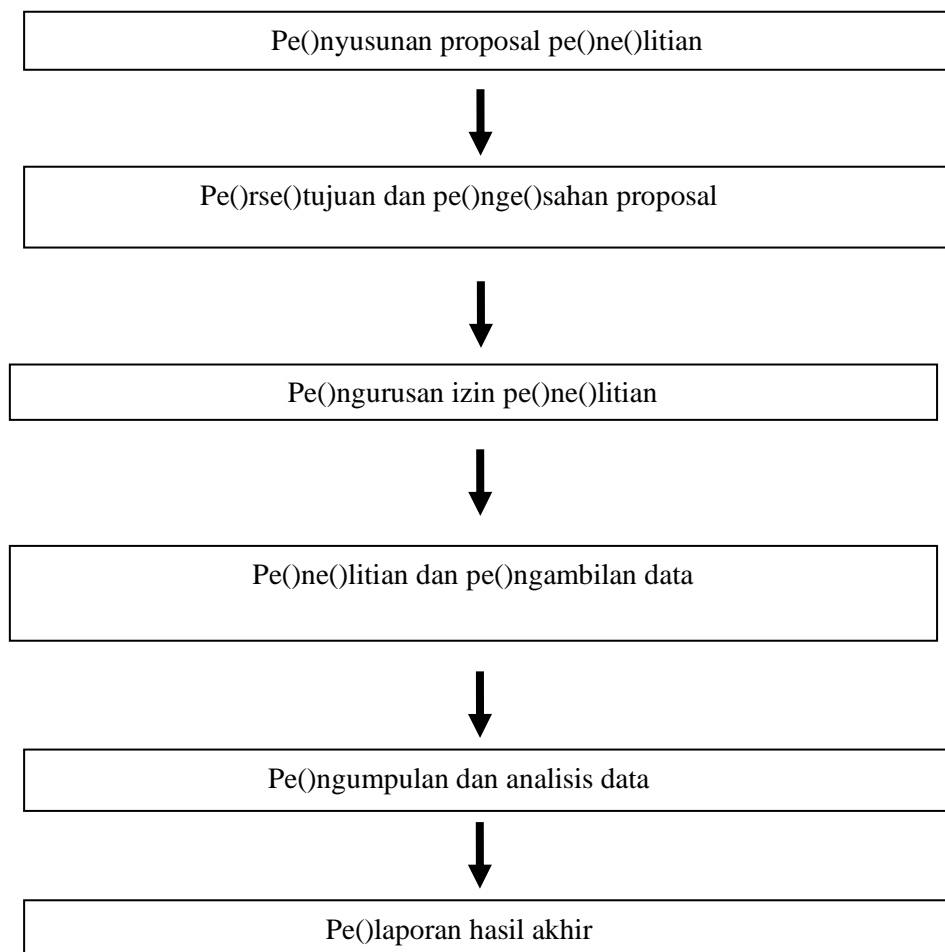 Pe()nyusunan proposal pe()ne()litian
Pe()rse()tujuan dan pe()nge()sahan proposal
Pe()ngurusan izin pe()ne()litian
Pe()ne()litian dan pe()ngambilan data
Pe()ngumpulan dan analisis data
Pe()laporan hasil akhir